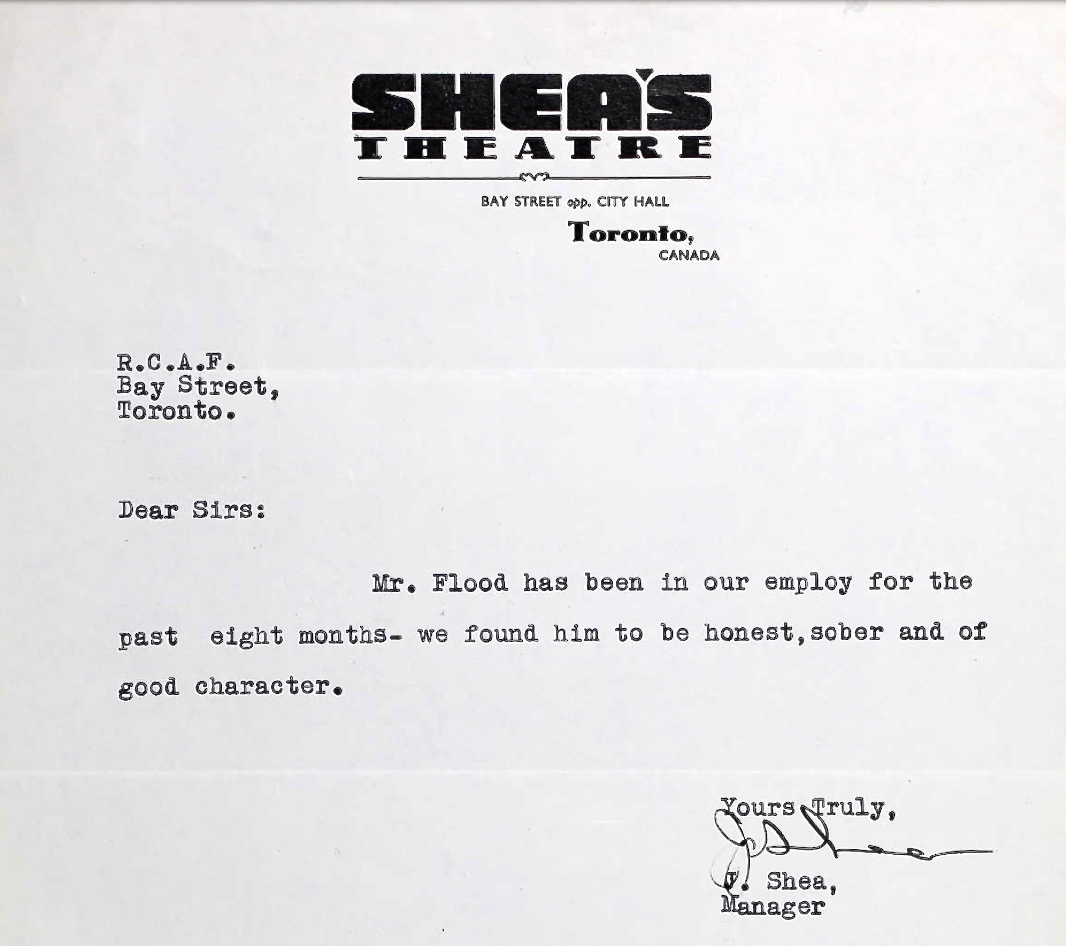 SHEA'S
THEATRE
BAY STREET opp. CITY HALL
Toronto,
CANADA
R.C.A.F.
Bay Street,
Toronto.
Dear Sirs:
Mr. Flood has been in our employ for the
past eight months- we found him to be honest,sober and of
good character.
Yours Truly,
J Shea
J. Shea,
Manager